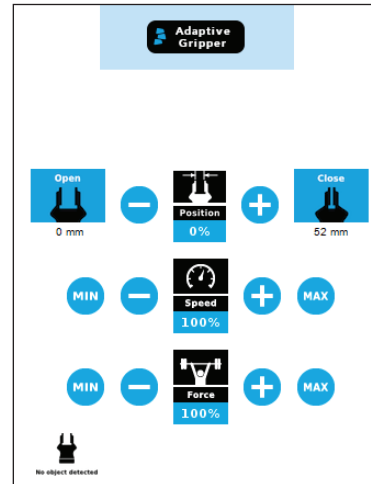 Adaptive
Gripper
Open
Close
Position
0 mm
0%
52 mm
MIN
Speed
MAX
100%
MIN
Force
MAX
100%
No object detected